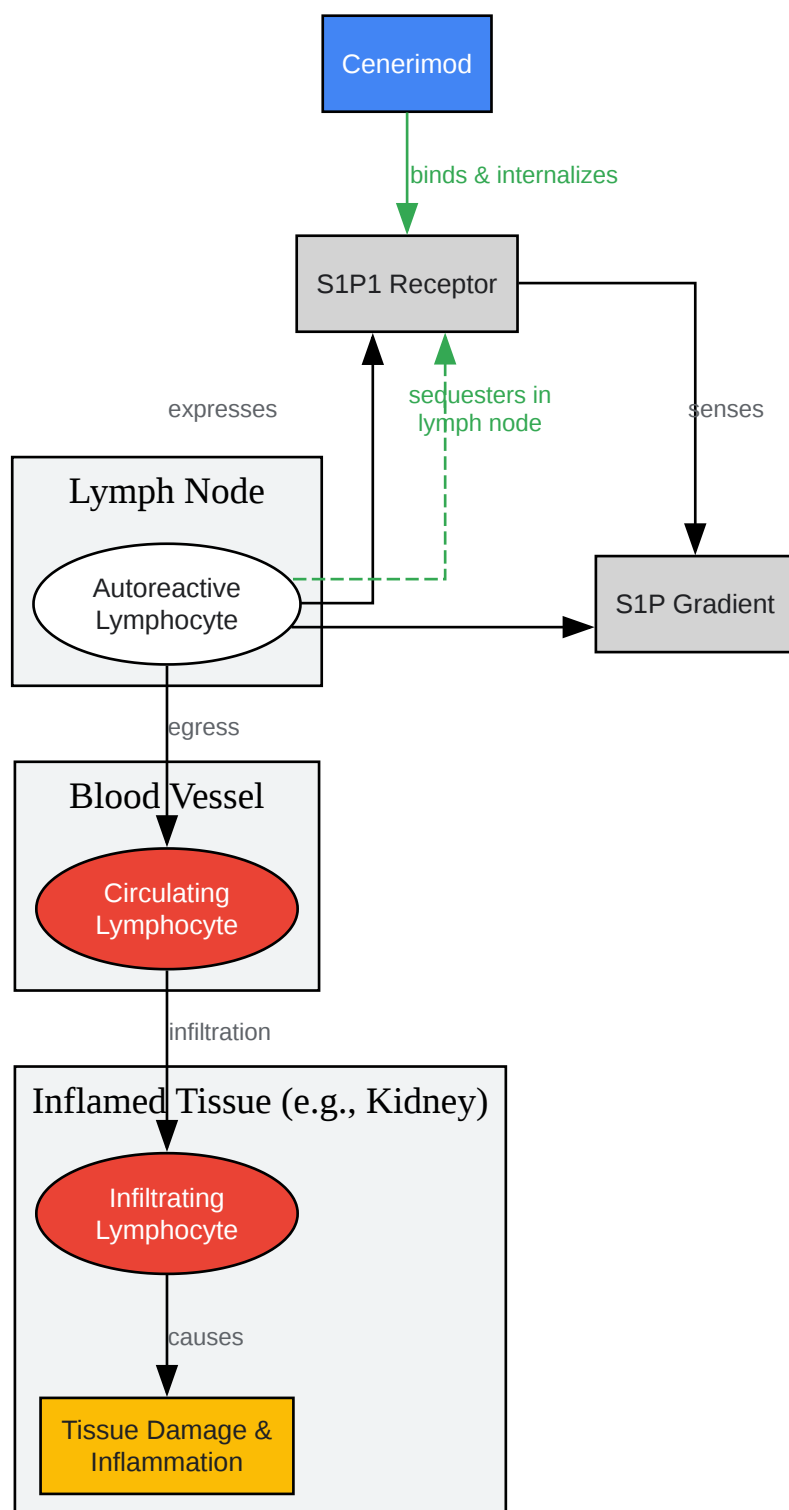 Cenerimod
binds & internalizes
S1P1 Receptor
expresses
sequesters in
lymph node
senses
Lymph Node
Autoreactive
Lymphocyte
S1P Gradient
egress
Blood Vessel
Circulating
Lymphocyte
infiltration
Inflamed Tissue (e.g., Kidney)
Infiltrating
Lymphocyte
causes
Tissue Damage &
Inflammation